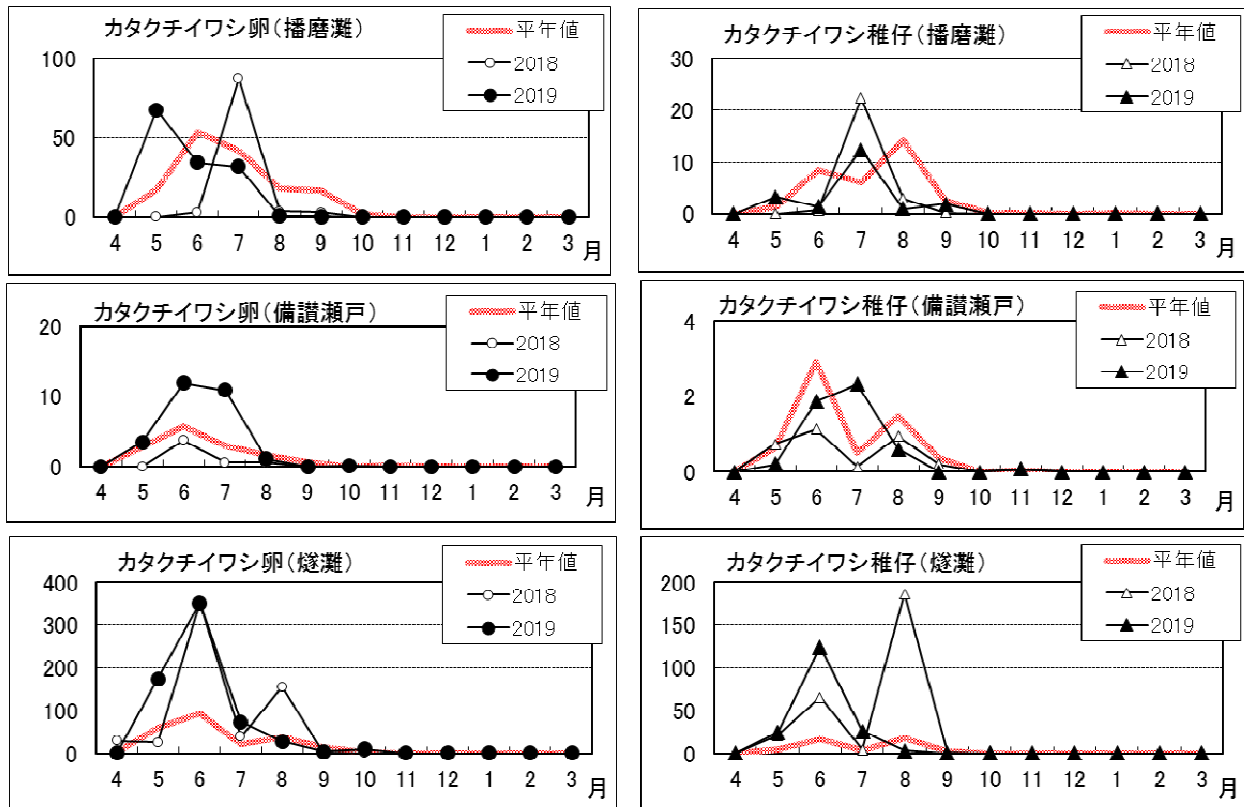 カタクチイワシ卵(播磨灘)
平年値
2018
2019
100
50
0
4 5 6 7 8 9 10 11 12 1 2 3 月
カタクチイワシ稚仔(播磨灘)
平年値
2018
2019
30
20
10
0
4 5 6 7 8 9 10 11 12 1 2 3 月
カタクチイワシ卵(備讃瀬戸)
平年値
2018
2019
20
10
0
4 5 6 7 8 9 10 11 12 1 2 3 月
カタクチイワシ稚仔(備讃瀬戸)
平年値
2018
2019
4
2
0
4 5 6 7 8 9 10 11 12 1 2 3 月
カタクチイワシ卵(燧灘)
平年値
2018
2019
400
300
200
100
0
4 5 6 7 8 9 10 11 12 1 2 3 月
カタクチイワシ稚仔(燧灘)
平年値
2018
2019
200
150
100
50
0
4 5 6 7 8 9 10 11 12 1 2 3 月